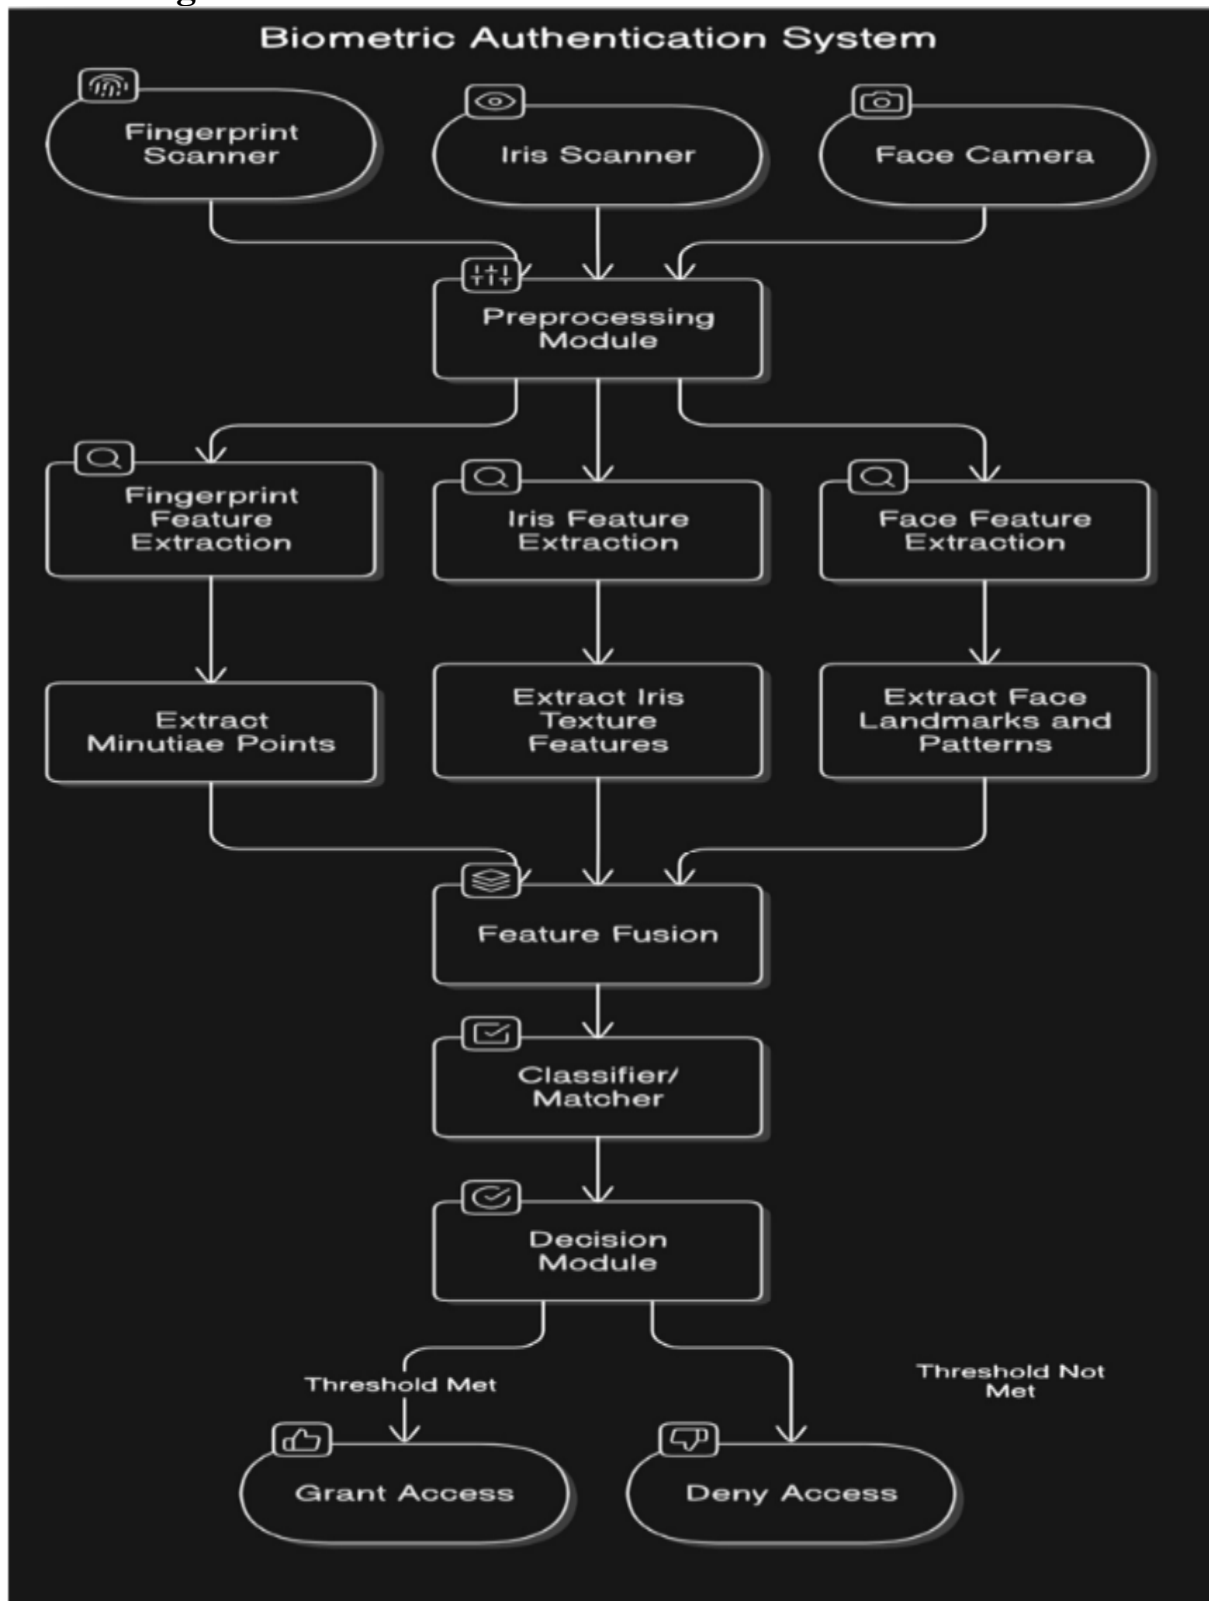 Biometric Authentication System
Fingerprint
Scanner
Iris Scanner
Face Camera
Preprocessing
Module
Fingerprint
Feature
Extraction
Iris Feature
Extraction
Face Feature
Extraction
Extract
Minutiae Points
Extract Iris
Texture
Features
Extract Face
Landmarks and
Patterns
Feature Fusion
Classifier/
Matcher
Decision
Module
Threshold Met
Threshold Not
Met
Grant Access
Deny Access